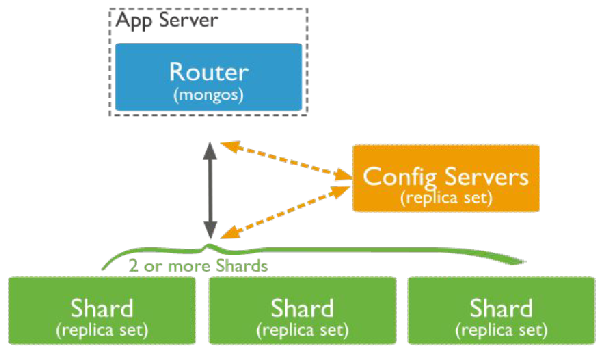 App Server
Router
(mongos)
Config Servers
(replica set)
2 or more Shards
Shard
(replica set)
Shard
(replica set)
Shard
(replica set)